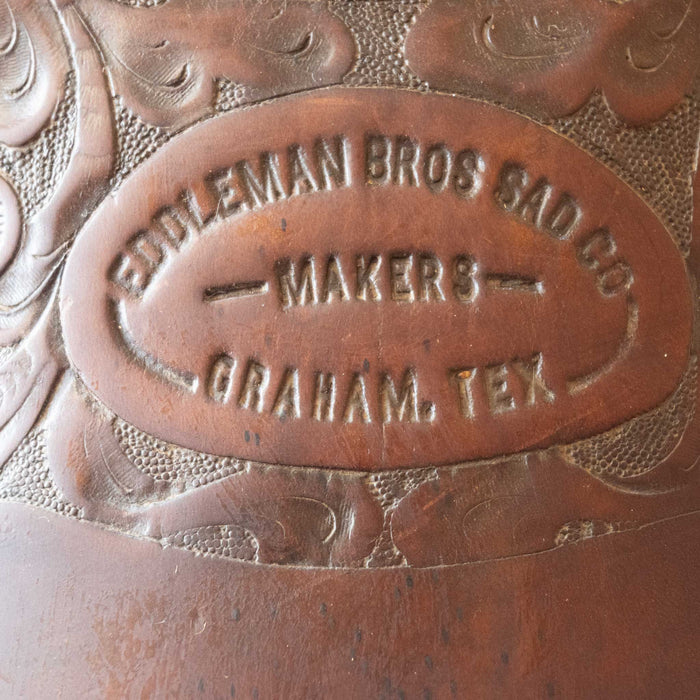 EDDLEMAN BROS SAD CO
— MAKERS —
GRAHAM, TEX